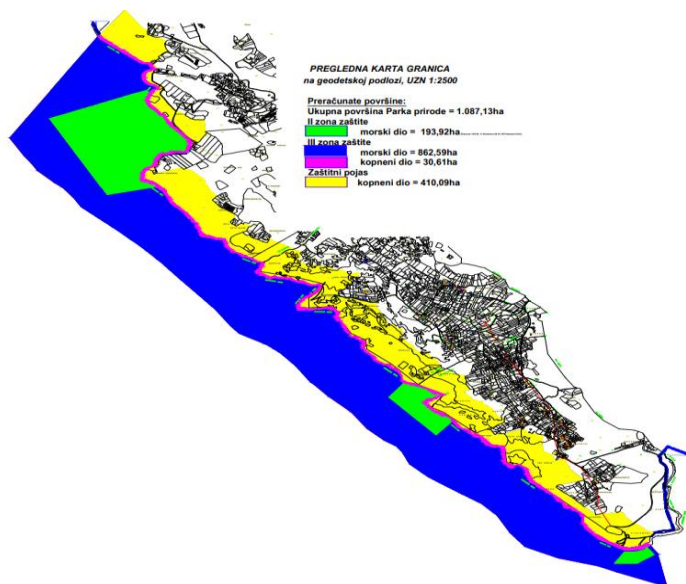 PREGLEDNA KARTA GRANICA
na geodetskoj podlozi, UZN 1:2500
Preračunate površine:
Ukupna površina Parka prirode = 1.087,13ha
II zona zaštite
morski dio = 193,92ha
III zona zaštite
morski dio = 862,59ha
kopneni dio = 30,61ha
Zaštitni pojas
kopneni dio = 410,09ha